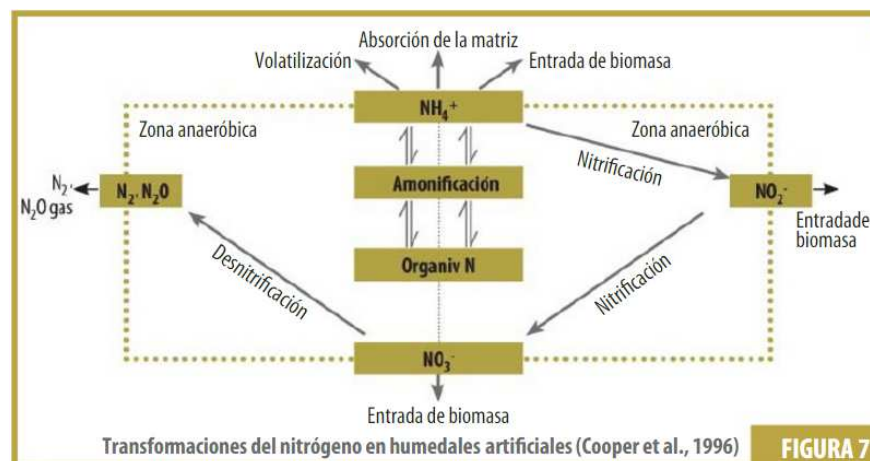 Absorción de la matriz
Volatilización
Entrada de biomasa
NH₄⁺
Zona anaeróbica
Zona anaeróbica
Nitrificación
N₂,
N₂O gas
N₂, N₂O
Amonificación
NO₂⁻
Entradade
biomasa
Organiv N
Desnitrificación
Nitrificación
NO₃⁻
Entrada de biomasa
Transformaciones del nitrógeno en humedales artificiales (Cooper et al., 1996)
FIGURA 7